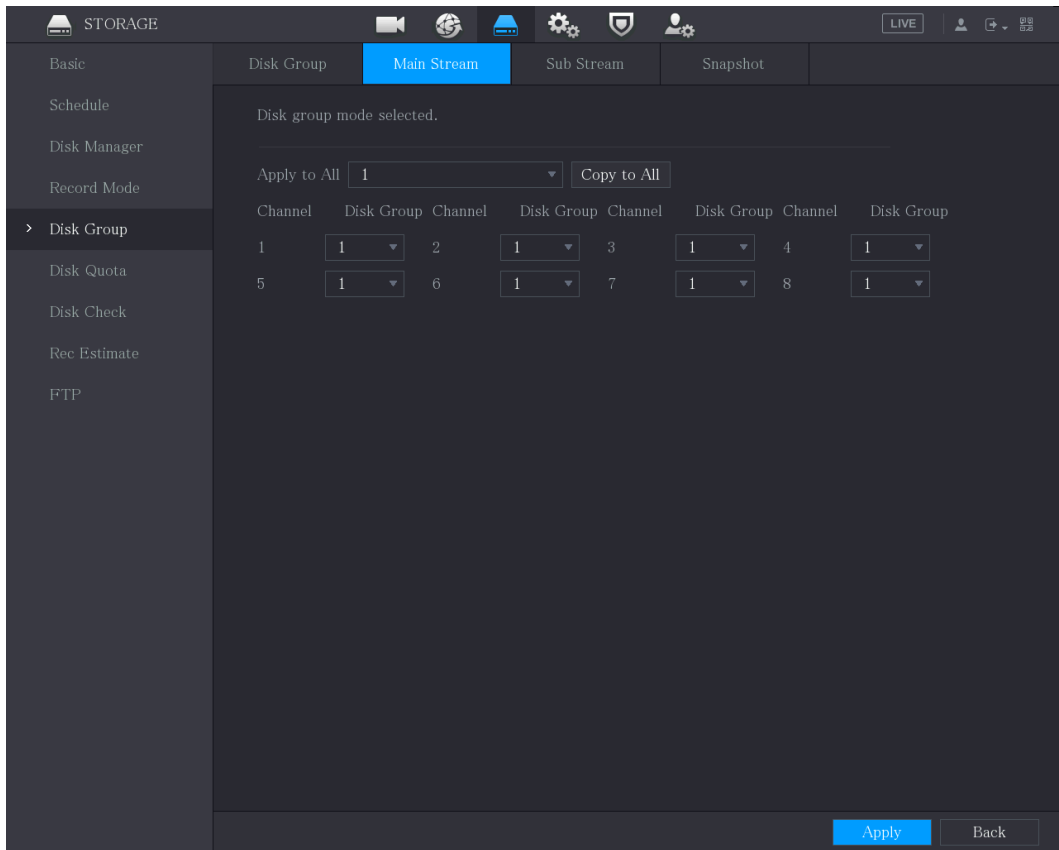 STORAGE LIVE
Basic
Schedule
Disk Manager
Record Mode
> Disk Group
Disk Quota
Disk Check
Rec Estimate
FTP
Disk Group Main Stream Sub Stream Snapshot
Disk group mode selected.
Apply to All 1 Copy to All
Channel Disk Group Channel Disk Group Channel Disk Group Channel Disk Group
1 1 2 1 3 1 4 1
5 1 6 1 7 1 8 1
Apply Back